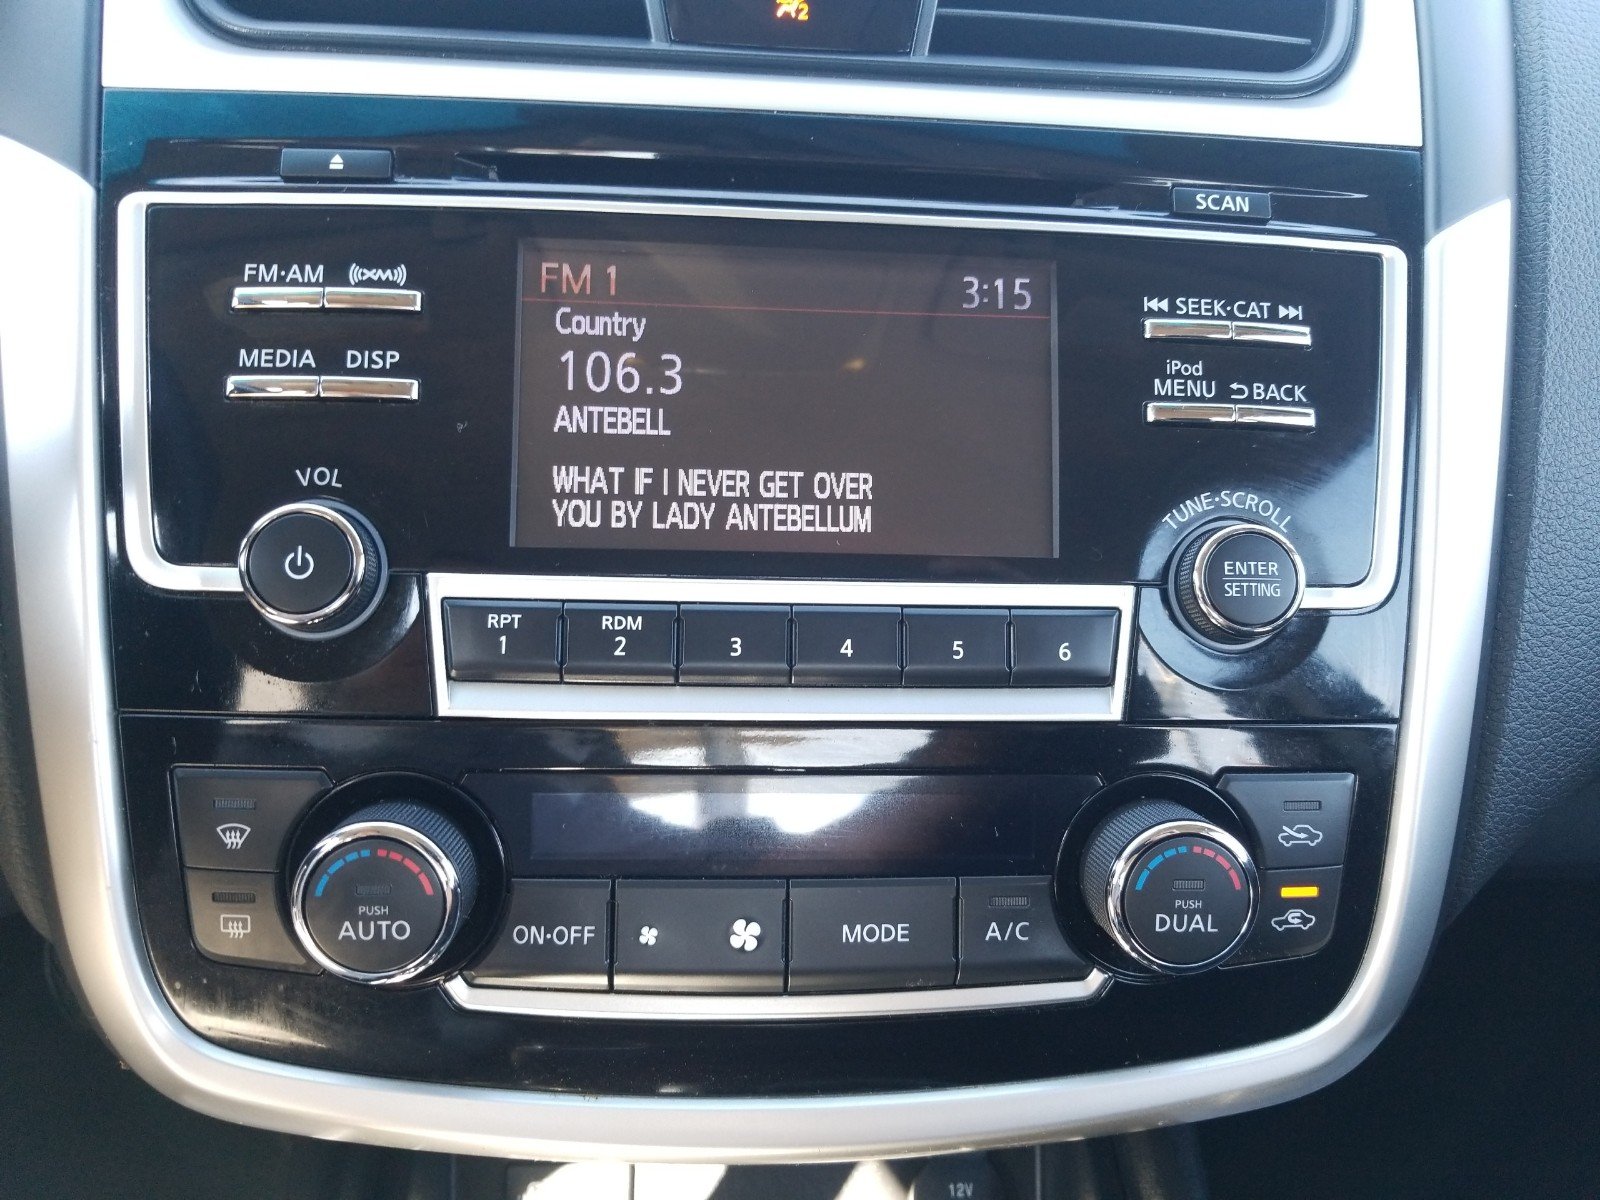 2
SCAN
FM·AM XM
SEEK·CAT
MEDIA DISP
iPod
MENU BACK
VOL
TUNE·SCROLL
ENTER
SETTING
FM 1 3:15
Country
106.3
ANTEBELL
WHAT IF I NEVER GET OVER
YOU BY LADY ANTEBELLUM
RPT RDM
1 2 3 4 5 6
PUSH
AUTO
ON·OFF
MODE
A/C
PUSH
DUAL
12V